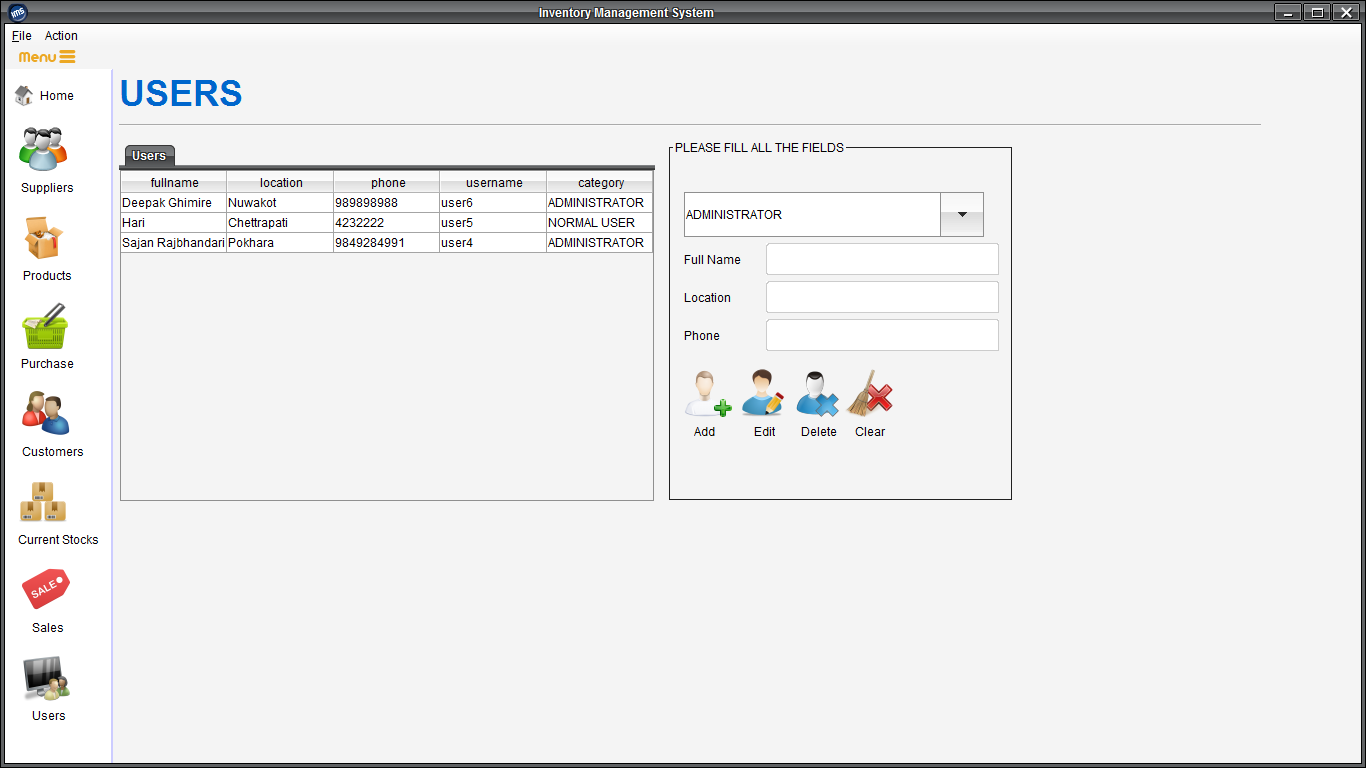 IMS
Inventory Management System
File Action
Menu
Home
Suppliers
Products
Purchase
Customers
Current Stocks
SALE
Sales
Users
USERS
Users
fullname location phone username category
Deepak Ghimire Nuwakot 989898988 user6 ADMINISTRATOR
Hari Chettrapati 4232222 user5 NORMAL USER
Sajan Rajbhandari Pokhara 9849284991 user4 ADMINISTRATOR
PLEASE FILL ALL THE FIELDS
ADMINISTRATOR
Full Name
Location
Phone
Add Edit Delete Clear